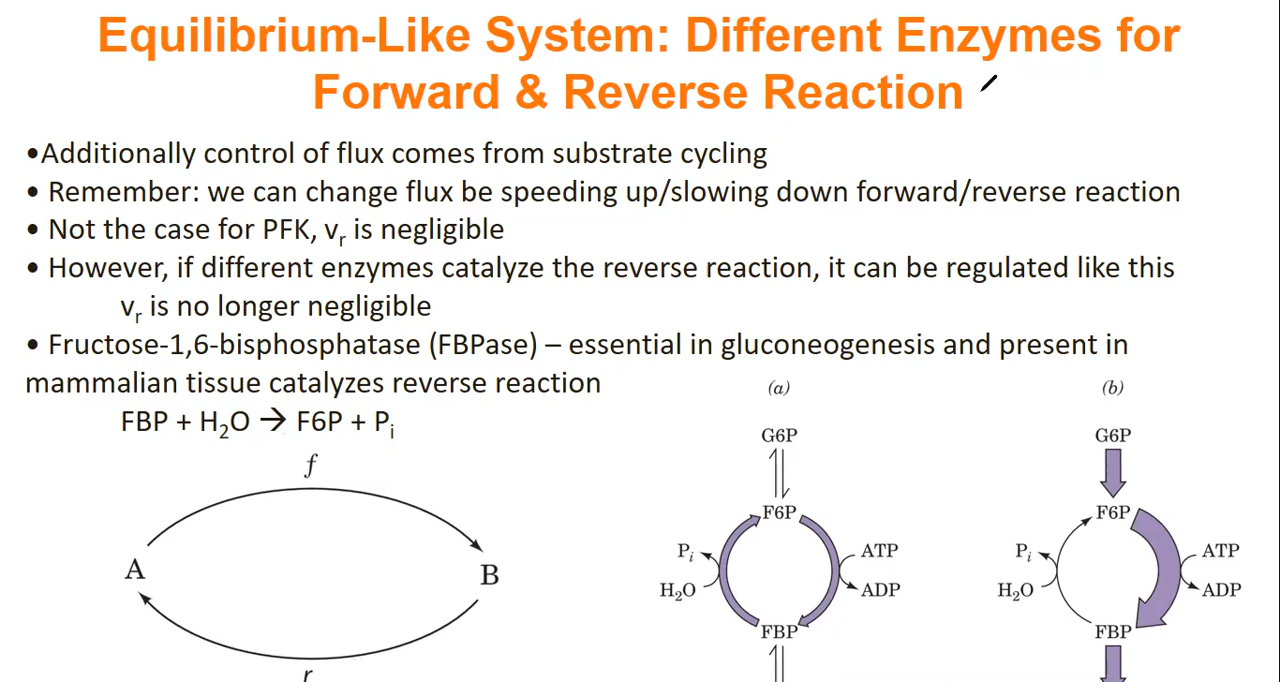 Equilibrium-Like System: Different Enzymes for
Forward & Reverse Reaction
•Additionally control of flux comes from substrate cycling
• Remember: we can change flux be speeding up/slowing down forward/reverse reaction
• Not the case for PFK, vr is negligible
• However, if different enzymes catalyze the reverse reaction, it can be regulated like this
vr is no longer negligible
• Fructose-1,6-bisphosphatase (FBPase) – essential in gluconeogenesis and present in
mammalian tissue catalyzes reverse reaction
FBP + H2O → F6P + Pi
f
A
B
r
(a)
G6P
F6P
Pi
ATP
H2O
ADP
FBP
(b)
G6P
F6P
Pi
ATP
H2O
ADP
FBP